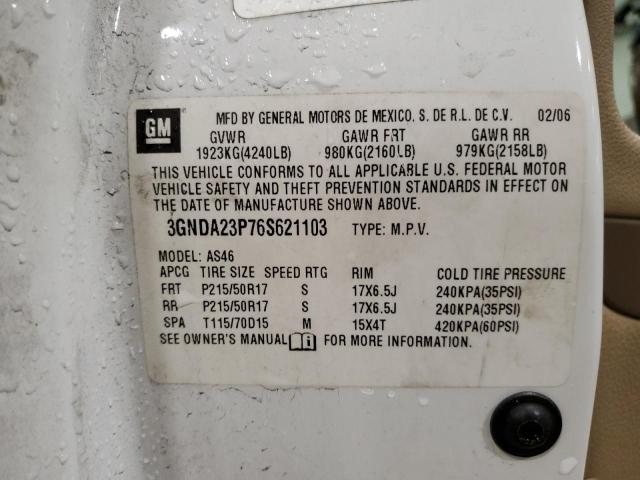 GM MFD BY GENERAL MOTORS DE MEXICO, S. DE R.L. DE C.V. 02/06
GVWR GAWR FRT GAWR RR
1923KG(4240LB) 980KG(2160LB) 979KG(2158LB)
THIS VEHICLE CONFORMS TO ALL APPLICABLE U.S. FEDERAL MOTOR
VEHICLE SAFETY AND THEFT PREVENTION STANDARDS IN EFFECT ON
THE DATE OF MANUFACTURE SHOWN ABOVE.
3GNDA23P76S621103 TYPE: M.P.V.
MODEL: AS46
APCG TIRE SIZE SPEED RTG RIM COLD TIRE PRESSURE
FRT P215/50R17 S 17X6.5J 240KPA(35PSI)
RR P215/50R17 S 17X6.5J 240KPA(35PSI)
SPA T115/70D15 M 15X4T 420KPA(60PSI)
SEE OWNER'S MANUAL FOR MORE INFORMATION.